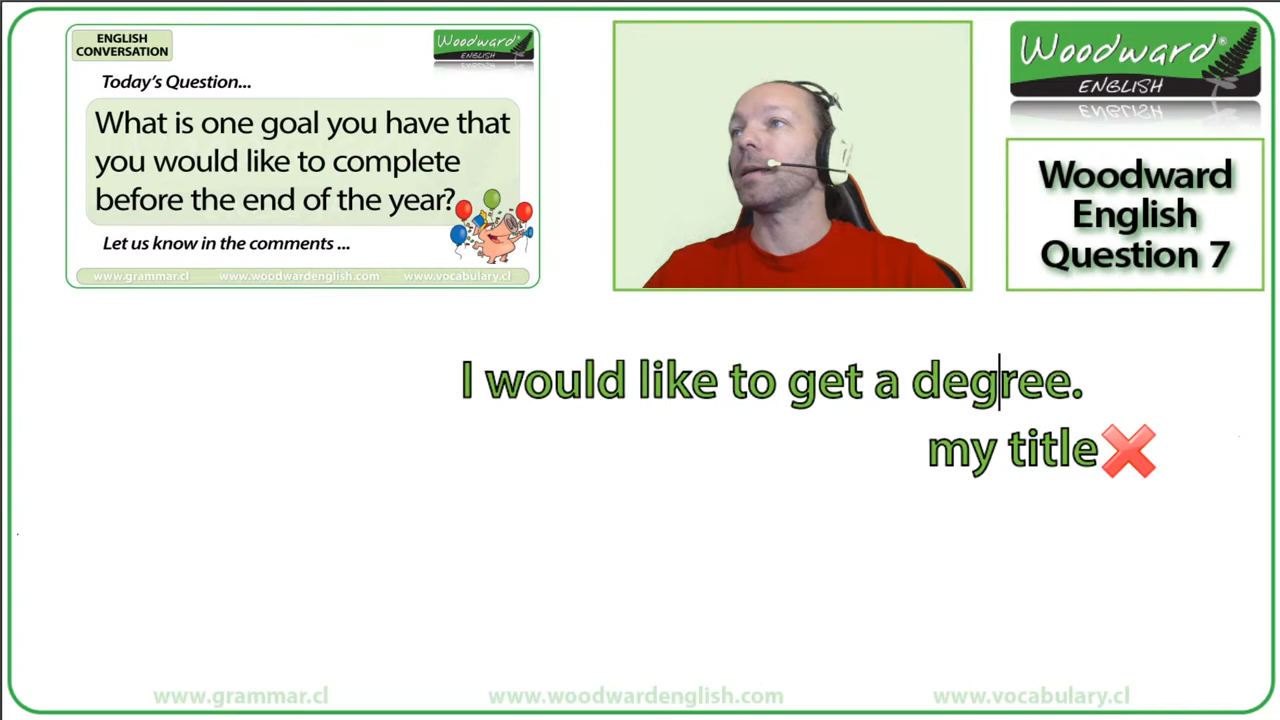 ENGLISH
CONVERSATION
Woodward
ENGLISH
Today's Question...
What is one goal you have that
you would like to complete
before the end of the year?
Let us know in the comments ...
www.grammar.cl www.woodwardenglish.com www.vocabulary.cl
Woodward®
ENGLISH
Woodward
English
Question 7
I would like to get a degree.
my title
www.grammar.cl www.woodwardenglish.com www.vocabulary.cl